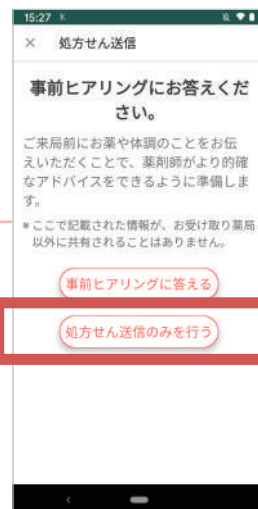 15:27
× 処方せん送信
事前ヒアリングにお答えくだ
さい。
ご来局前にお薬や体調のことをお伝
えいただくことで、薬剤師がより的確
なアドバイスをできるように準備しま
す。
※ここで記載された情報が、お受け取り薬局
以外に共有されることはありません。
事前ヒアリングに答える
処方せん送信のみを行う